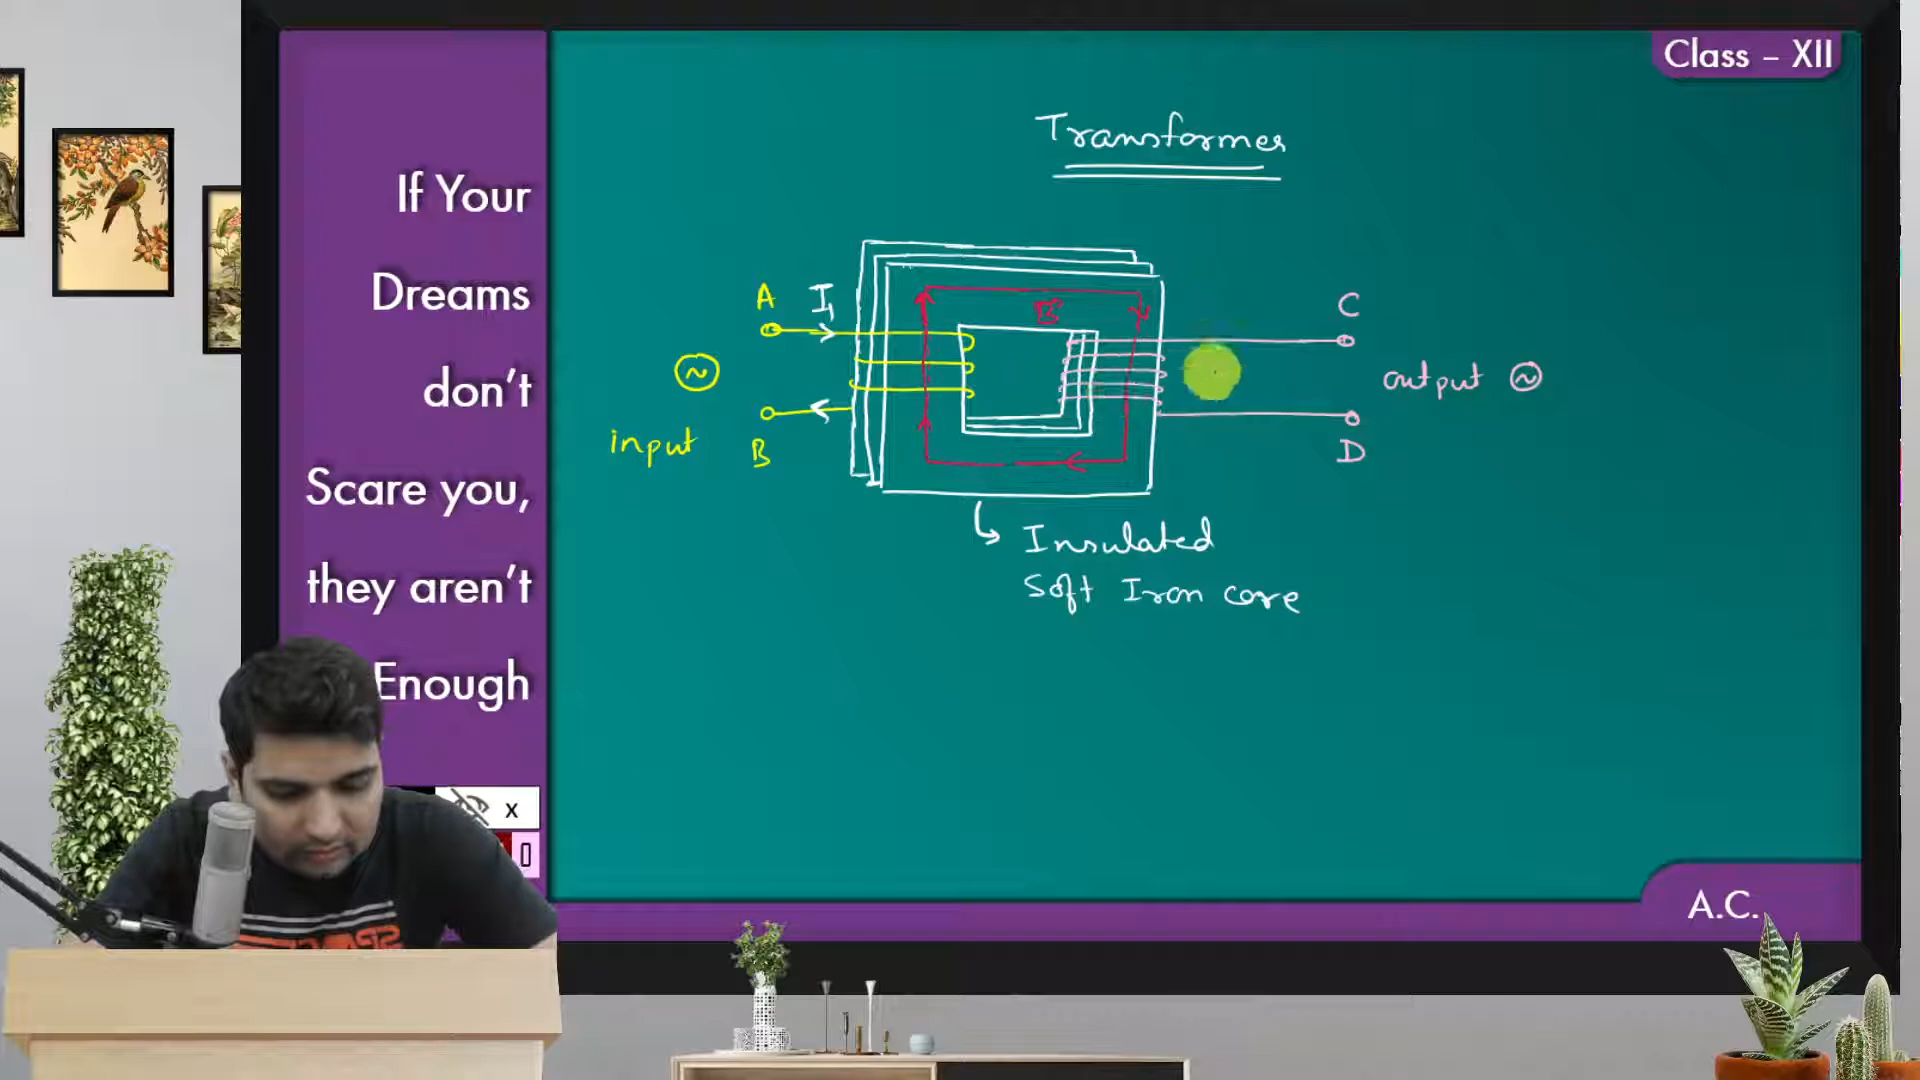 Class – XII
If Your
Dreams
don't
Scare you,
they aren't
Enough
Transformer
A
I₁
B
C
input
B
output
D
Insulated
Soft Iron core
x
A.C.